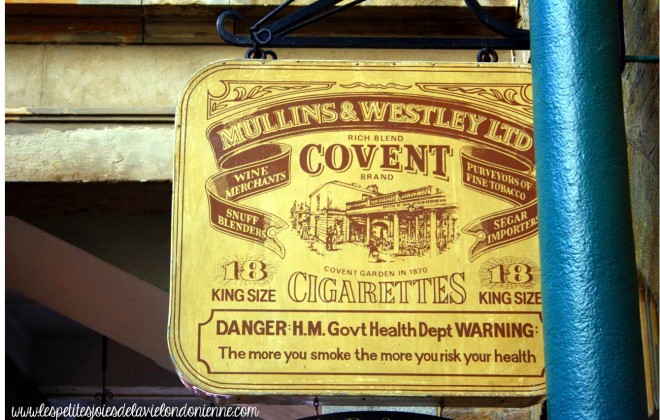 MULLINS & WESTLEY LTD
RICH BLEND
COVENT
BRAND
WINE
MERCHANTS
SNUFF
BLENDERS
PURVEYORS OF
FINE TOBACCO
SEGAR
IMPORTERS
COVENT GARDEN IN 1870
18
KING SIZE
CIGARETTES
18
KING SIZE
DANGER: H.M. Govt Health Dept WARNING:
The more you smoke the more you risk your health
www.lespetitesjoiesdelavielondonienne.com